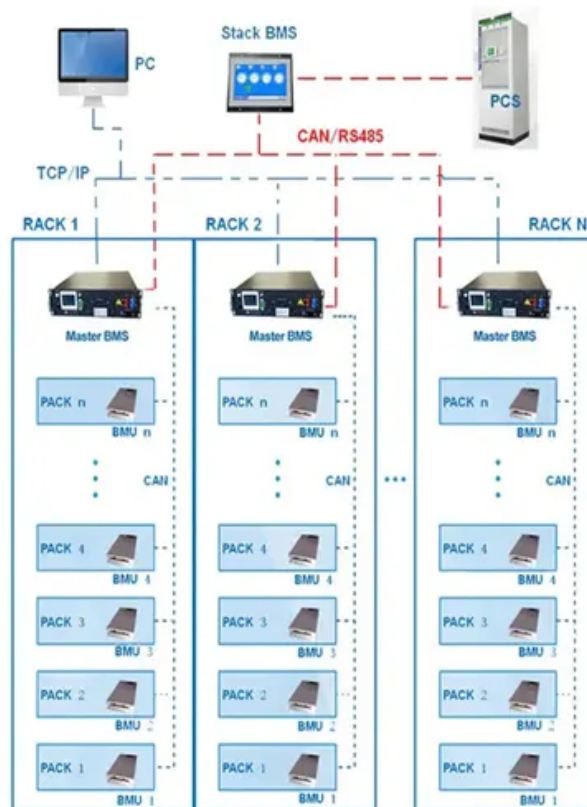 PC
Stack BMS
PCS
CAN/RS485
TCP/IP
RACK 1
RACK 2
RACK N
Master BMS
Master BMS
Master BMS
PACK n
BMU n
PACK n
BMU n
PACK n
BMU n
CAN
CAN
CAN
PACK 4
BMU 4
PACK 4
BMU 4
PACK 4
BMU 4
PACK 3
BMU 3
PACK 3
BMU 3
PACK 3
BMU 3
PACK 2
BMU 2
PACK 2
BMU 2
PACK 2
BMU 2
PACK 1
BMU 1
PACK 1
BMU 1
PACK 1
BMU 1